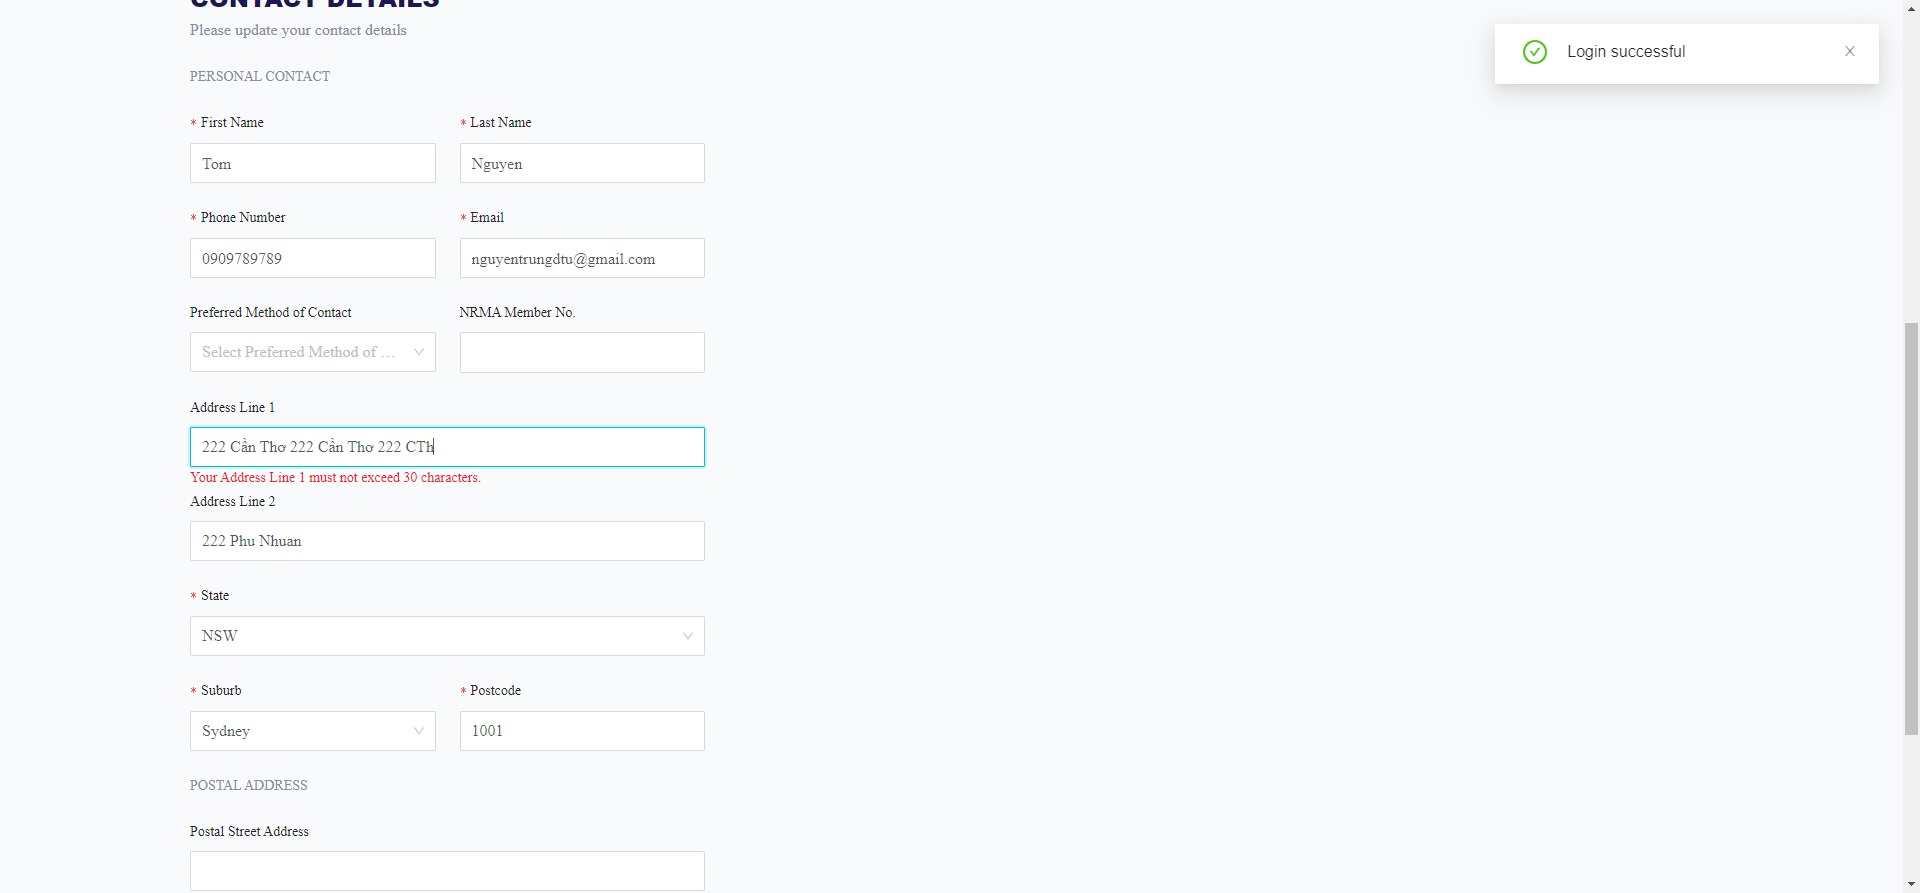 CONTACT DETAILS
Please update your contact details
Login successful
PERSONAL CONTACT
* First Name
* Last Name
Tom
Nguyen
* Phone Number
* Email
0909789789
nguyentrungdtu@gmail.com
Preferred Method of Contact
NRMA Member No.
Select Preferred Method of ...
Address Line 1
222 Cần Thơ 222 Cần Thơ 222 CTh
Your Address Line 1 must not exceed 30 characters.
Address Line 2
222 Phu Nhuan
* State
NSW
* Suburb
* Postcode
Sydney
1001
POSTAL ADDRESS
Postal Street Address